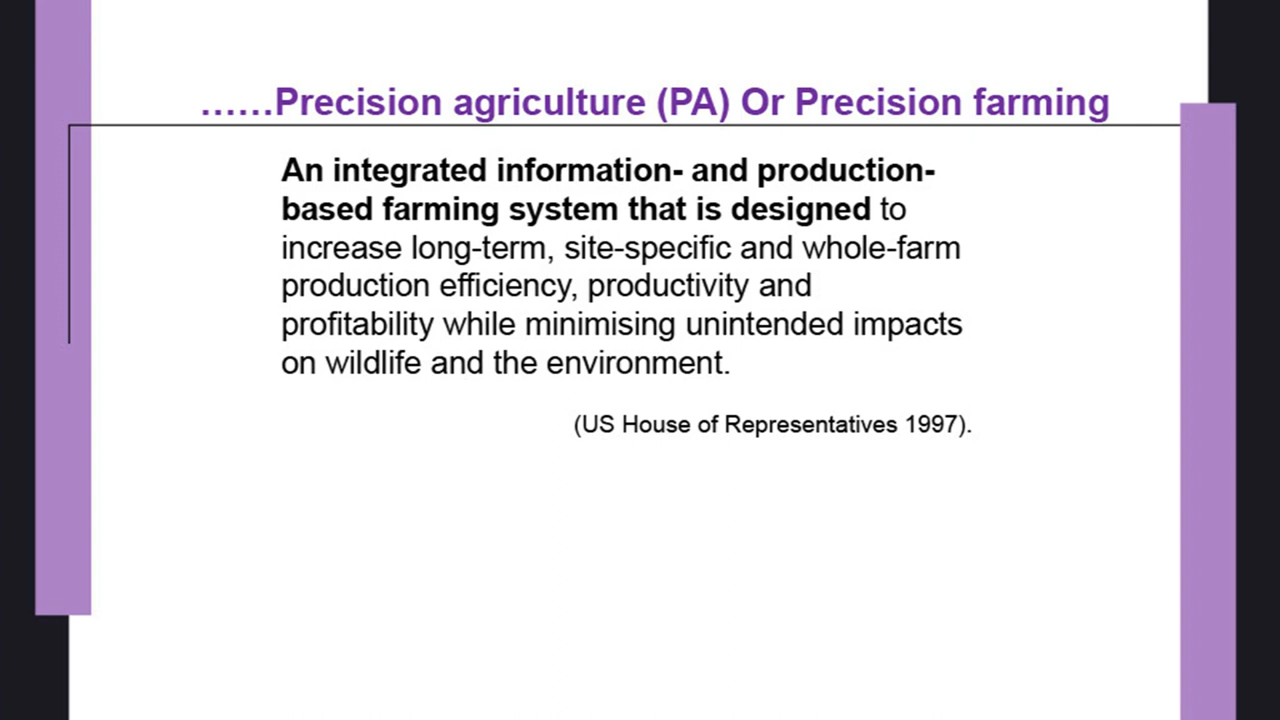 ......Precision agriculture (PA) Or Precision farming
An integrated information- and production-
based farming system that is designed to
increase long-term, site-specific and whole-farm
production efficiency, productivity and
profitability while minimising unintended impacts
on wildlife and the environment.
(US House of Representatives 1997).